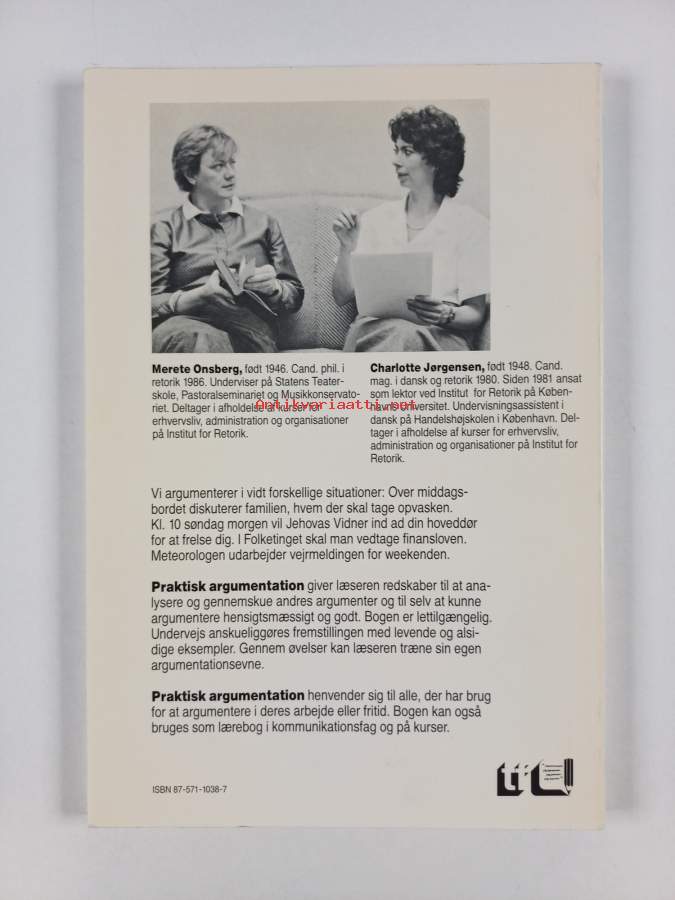 Merete Onsberg, født 1946. Cand. phil. i
retorik 1986. Underviser på Statens Teater-
skole, Pastoralseminariet og Musikkonservato-
riet. Deltager i afholdelse af kurser for
erhvervsliv, administration og organisationer
på Institut for Retorik.
Charlotte Jørgensen, født 1948. Cand.
mag. i dansk og retorik 1980. Siden 1981 ansat
som lektor ved Institut for Retorik på Køben-
havns Universitet. Undervisningsassistent i
dansk på Handelshøjskolen i København. Del-
tager i afholdelse af kurser for erhvervsliv,
administration og organisationer på Institut for
Retorik.
Antikvariaatti.net
Vi argumenterer i vidt forskellige situationer: Over middags-
bordet diskuterer familien, hvem der skal tage opvasken.
Kl. 10 søndag morgen vil Jehovas Vidner ind ad din hoveddør
for at frelse dig. I Folketinget skal man vedtage finansloven.
Meteorologen udarbejder vejrmeldingen for weekenden.
Praktisk argumentation giver læseren redskaber til at ana-
lysere og gennemskue andres argumenter og til selv at kunne
argumentere hensigtsmæssigt og godt. Bogen er lettilgængelig.
Undervejs anskueliggøres fremstillingen med levende og alsi-
dige eksempler. Gennem øvelser kan læseren træne sin egen
argumentationsevne.
Praktisk argumentation henvender sig til alle, der har brug
for at argumentere i deres arbejde eller fritid. Bogen kan også
bruges som lærebog i kommunikationsfag og på kurser.
ISBN 87-571-1038-7